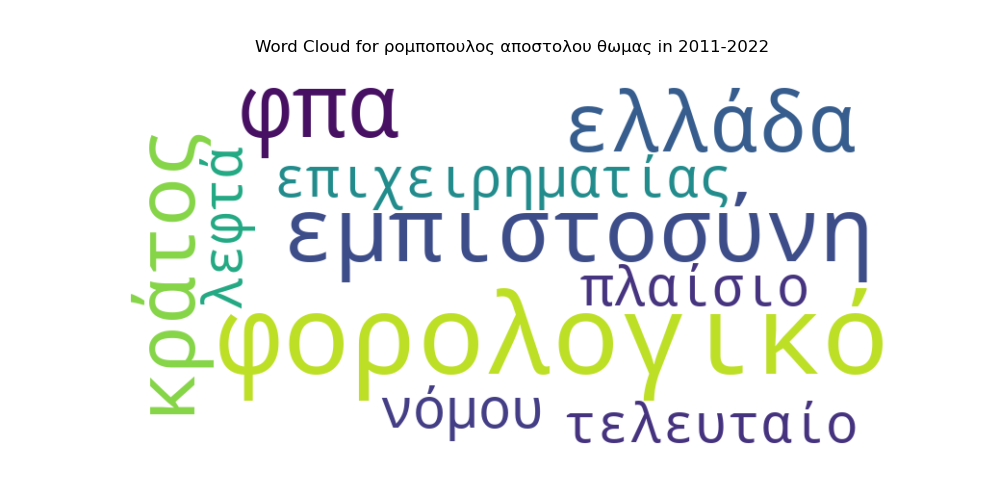 Word Cloud for ρομποπουλος αποστολου θωμας in 2011-2022
φπα
ελλάδα
κράτος
λεφτά
επιχειρηματίας
εμπιστοσύνη
πλαίσιο
φορολογικό
νόμου
τελευταίο